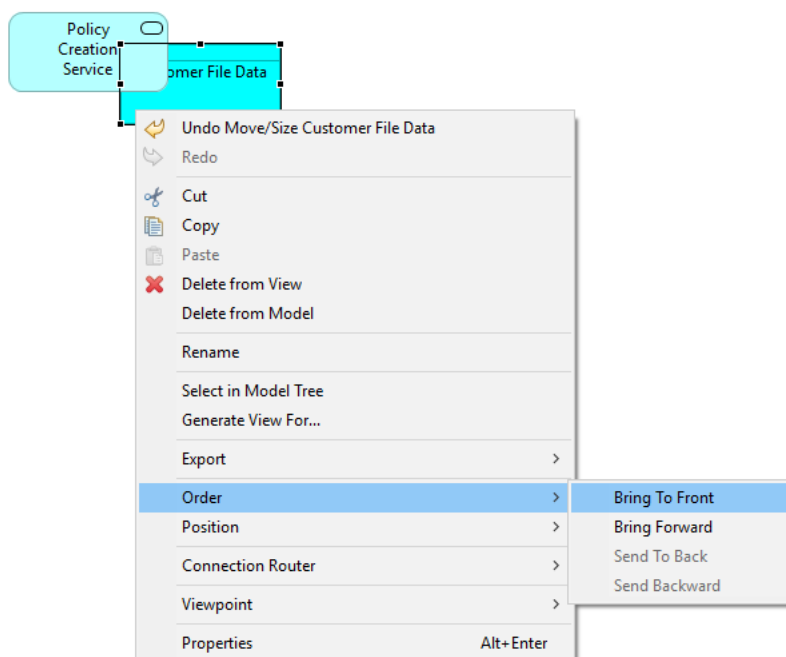 Policy
Creation
Service
omer File Data
Undo Move/Size Customer File Data
Redo
Cut
Copy
Paste
Delete from View
Delete from Model
Rename
Select in Model Tree
Generate View For...
Export
Order
Bring To Front
Position
Bring Forward
Send To Back
Connection Router
Send Backward
Viewpoint
Properties Alt+Enter